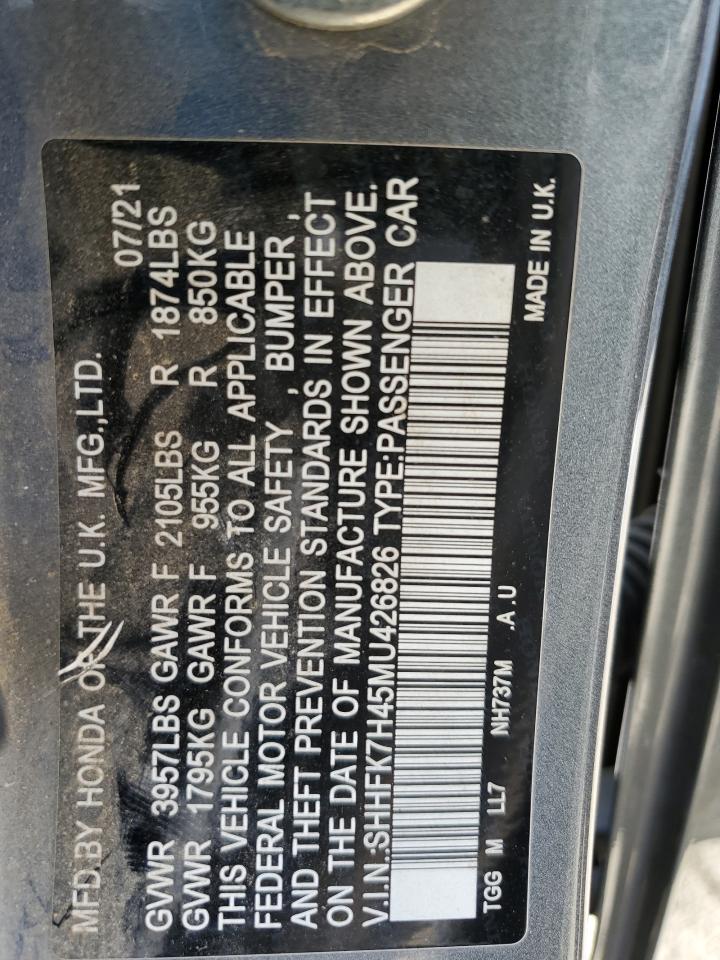 MFD.BY HONDA OF THE U.K. MFG.,LTD. 07/21
GVWR 3957LBS GAWR F 2105LBS R 1874LBS
GVWR 1795KG GAWR F 955KG R 850KG
THIS VEHICLE CONFORMS TO ALL APPLICABLE
FEDERAL MOTOR VEHICLE SAFETY , BUMPER ,
AND THEFT PREVENTION STANDARDS IN EFFECT
ON THE DATE OF MANUFACTURE SHOWN ABOVE.
V.I.N.:SHHFK7H45MU426826 TYPE:PASSENGER CAR
TGG M LL7 NH737M .A .U
MADE IN U.K.